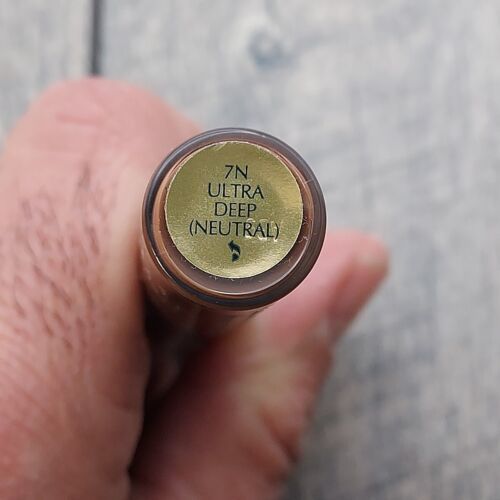 7N
ULTRA
DEEP
(NEUTRAL)